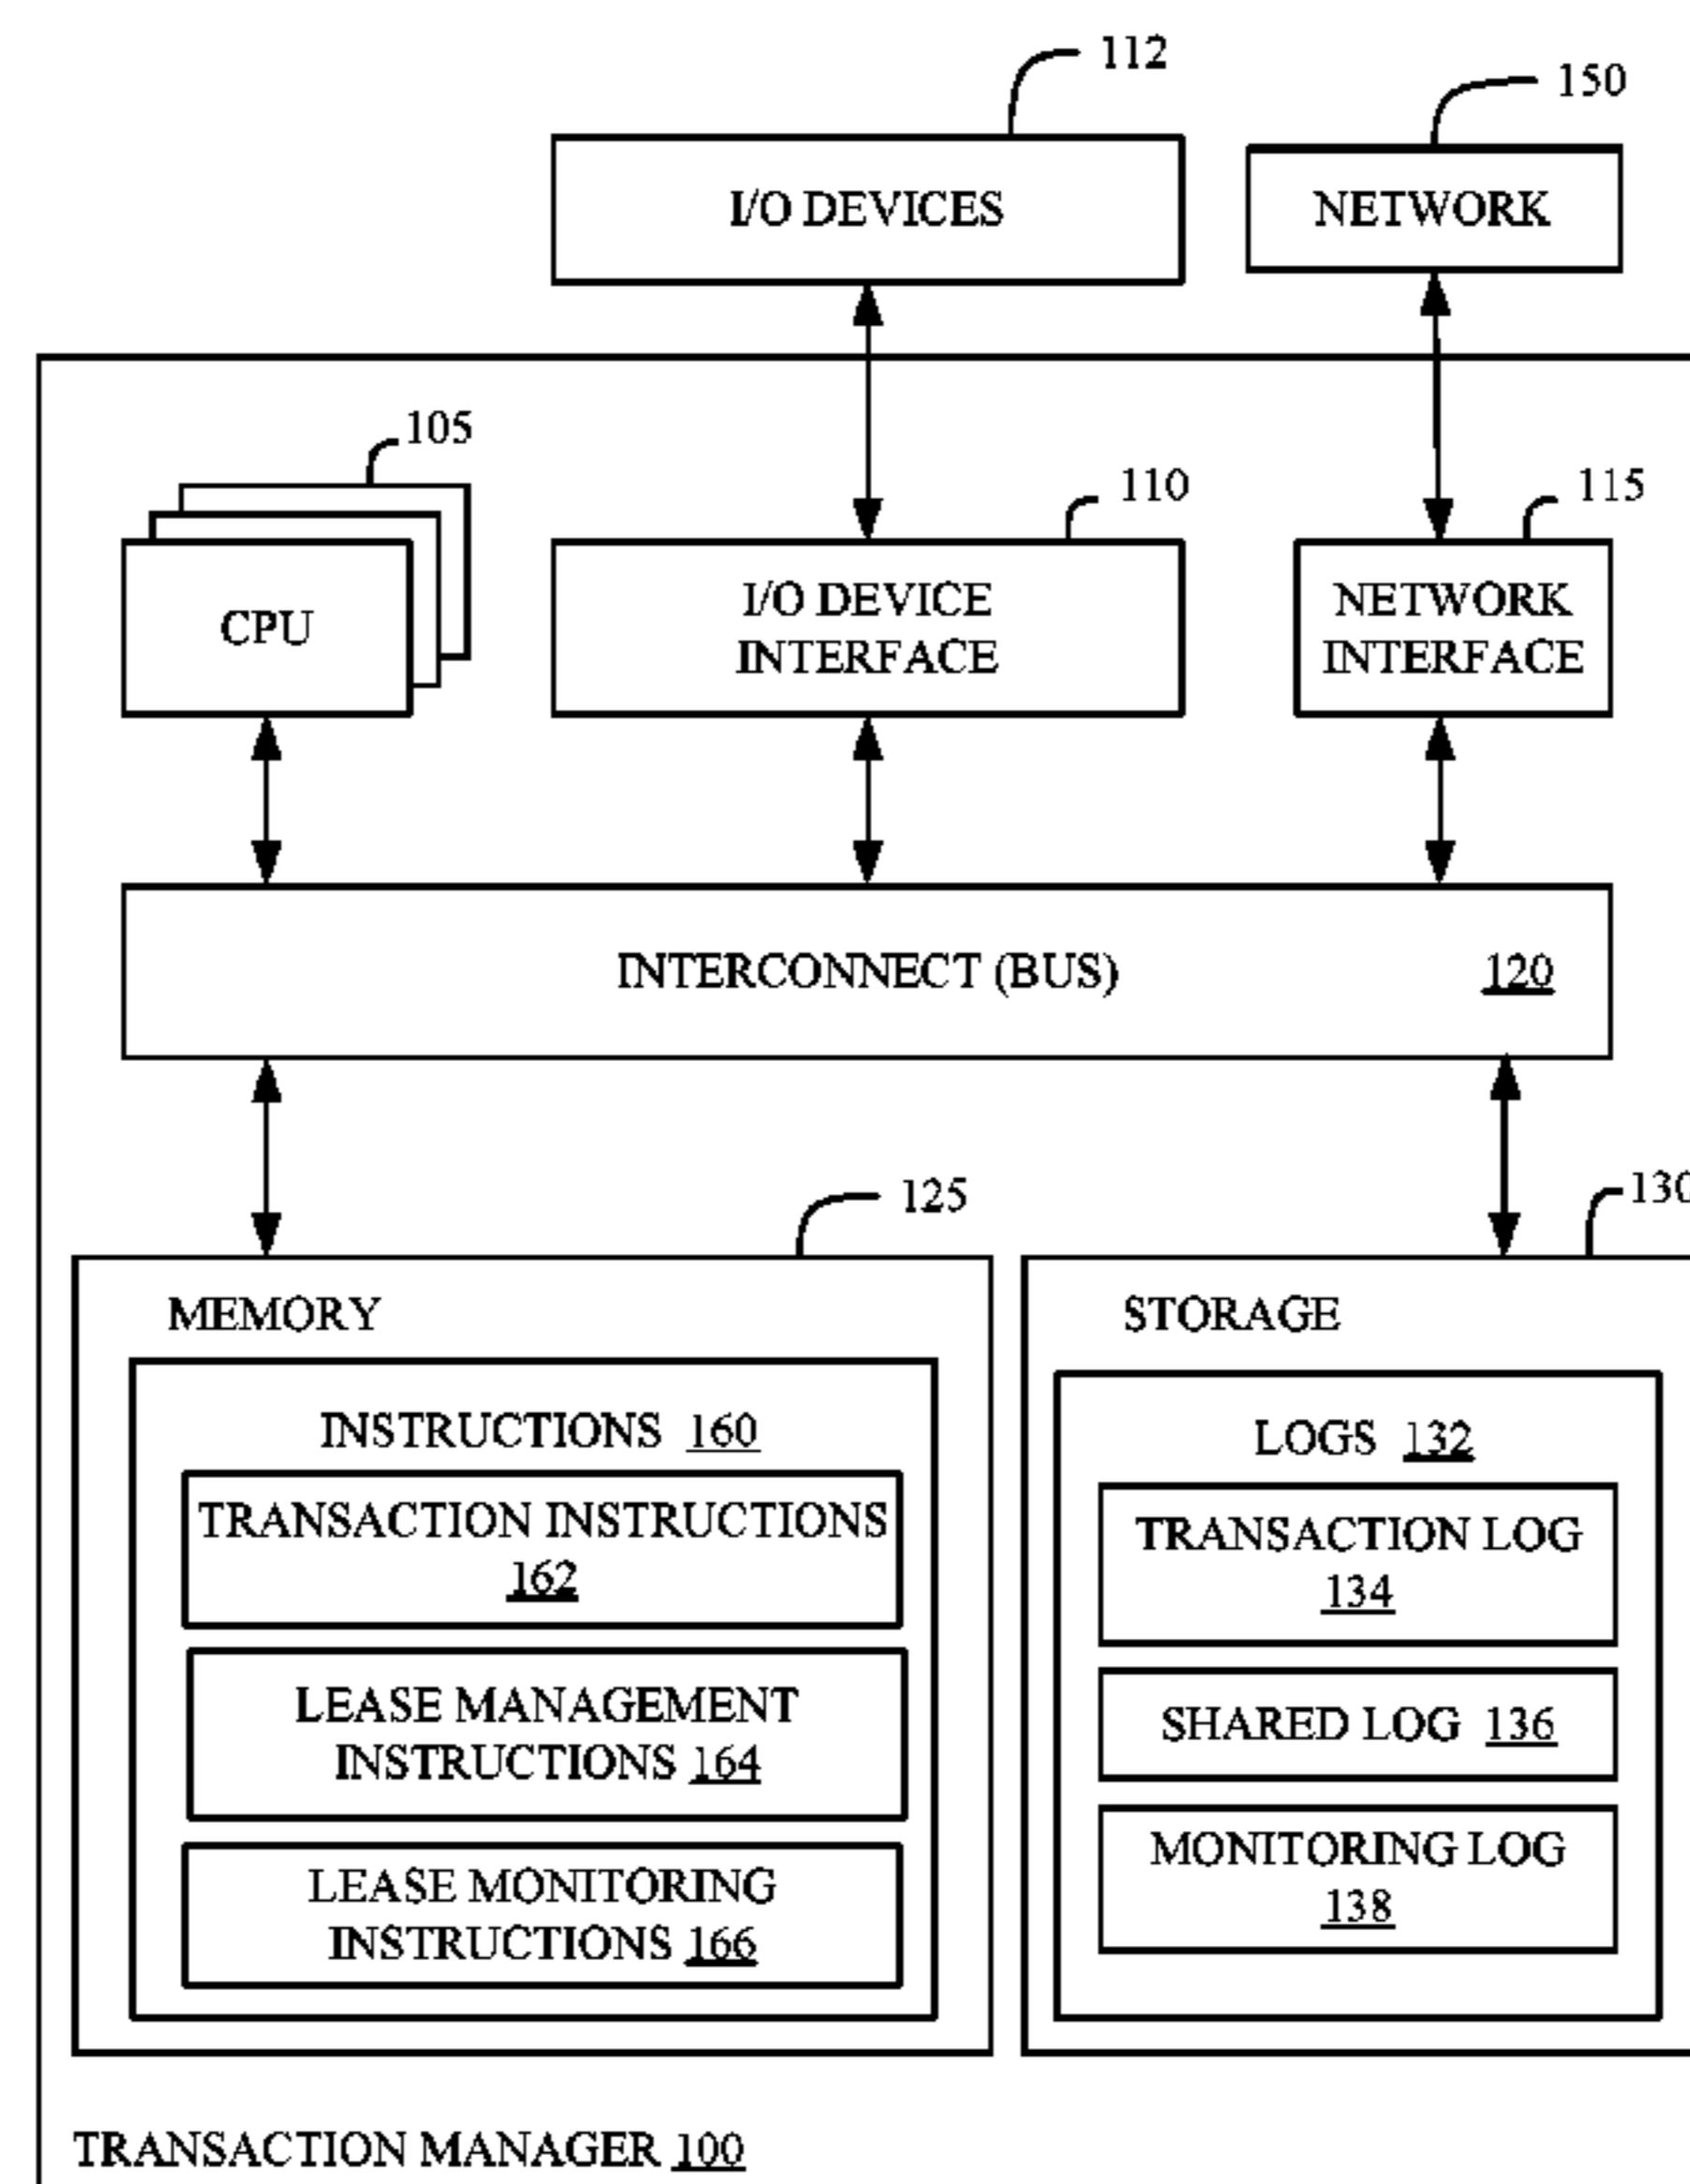 112
150
I/O DEVICES
NETWORK
105
110
115
CPU
I/O DEVICE
INTERFACE
NETWORK
INTERFACE
INTERCONNECT (BUS) 120
125
130
MEMORY
STORAGE
INSTRUCTIONS 160
TRANSACTION INSTRUCTIONS
162
LEASE MANAGEMENT
INSTRUCTIONS 164
LEASE MONITORING
INSTRUCTIONS 166
LOGS 132
TRANSACTION LOG
134
SHARED LOG 136
MONITORING LOG
138
TRANSACTION MANAGER 100